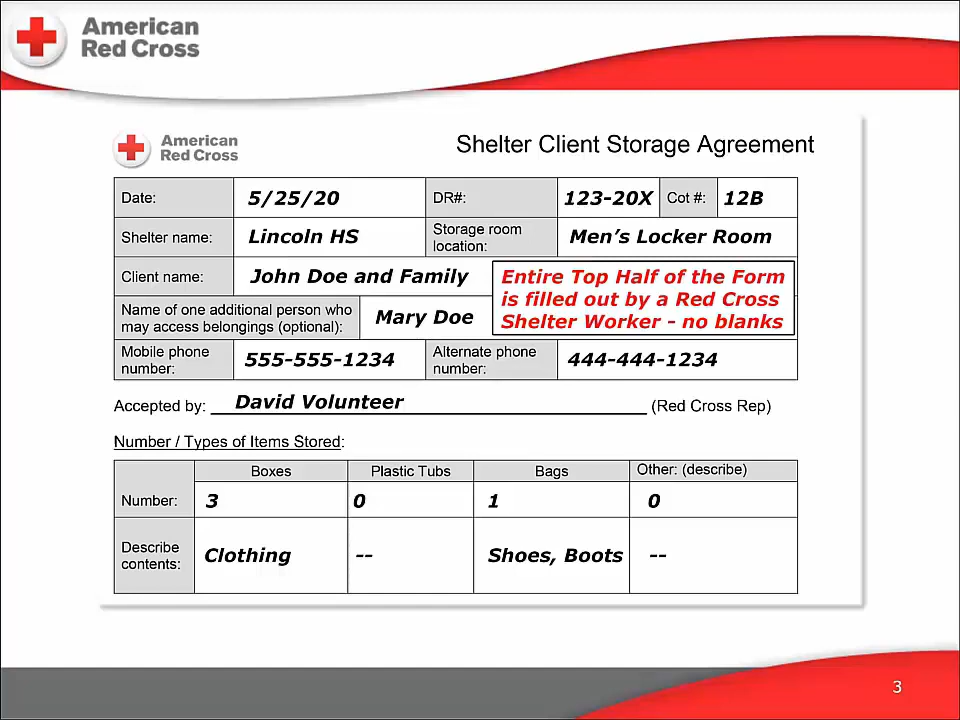 American
Red Cross
American
Red Cross
Shelter Client Storage Agreement
Date: 5/25/20 DR#: 123-20X Cot #: 12B
Shelter name: Lincoln HS Storage room location: Men’s Locker Room
Client name: John Doe and Family
Entire Top Half of the Form
is filled out by a Red Cross
Shelter Worker - no blanks
Name of one additional person who
may access belongings (optional): Mary Doe
Mobile phone
number: 555-555-1234
Alternate phone
number: 444-444-1234
Accepted by: David Volunteer (Red Cross Rep)
Number / Types of Items Stored:
Boxes Plastic Tubs Bags Other: (describe)
Number: 3 0 1 0
Describe
contents: Clothing -- Shoes, Boots --
3